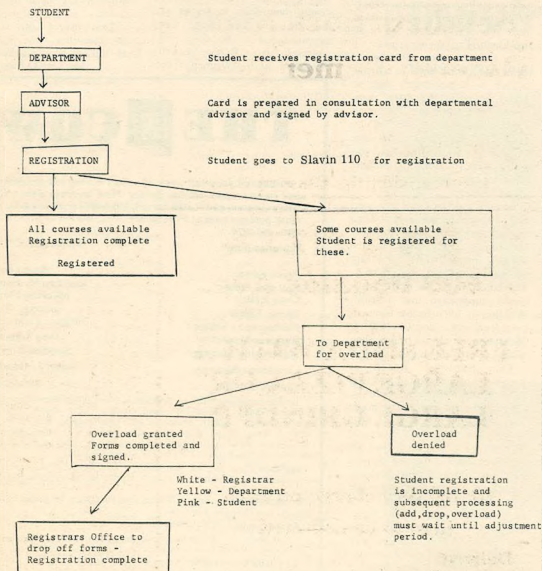 STUDENT
DEPARTMENT
Student receives registration card from department
ADVISOR
Card is prepared in consultation with departmental
advisor and signed by advisor.
REGISTRATION
Student goes to Slavin 110 for registration
All courses available
Registration complete
Registered
Some courses available
Student is registered for
these.
To Department
for overload
Overload granted
Forms completed and
signed.
White - Registrar
Yellow - Department
Pink - Student
Overload
denied
Student registration
is incomplete and
subsequent processing
(add,drop,overload)
must wait until adjustment
period.
Registrars Office to
drop off forms -
Registration complete